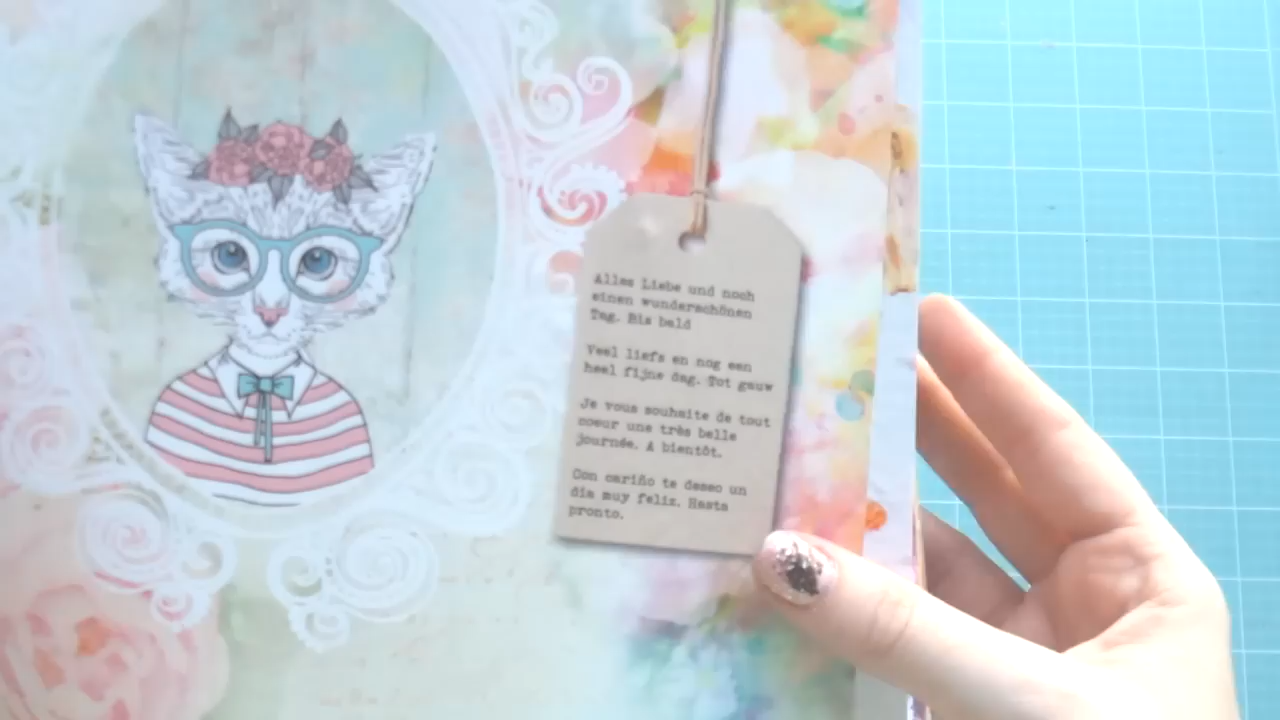 Alles Liebe und noch
einen wunderschönen
Tag. Bis bald
Veel liefs en nog een
heel fijne dag. Tot gauw
Je vous souhaite de tout
coeur une très belle
journée. A bientôt.
Con cariño te deseo un
día muy feliz. Hasta
pronto.